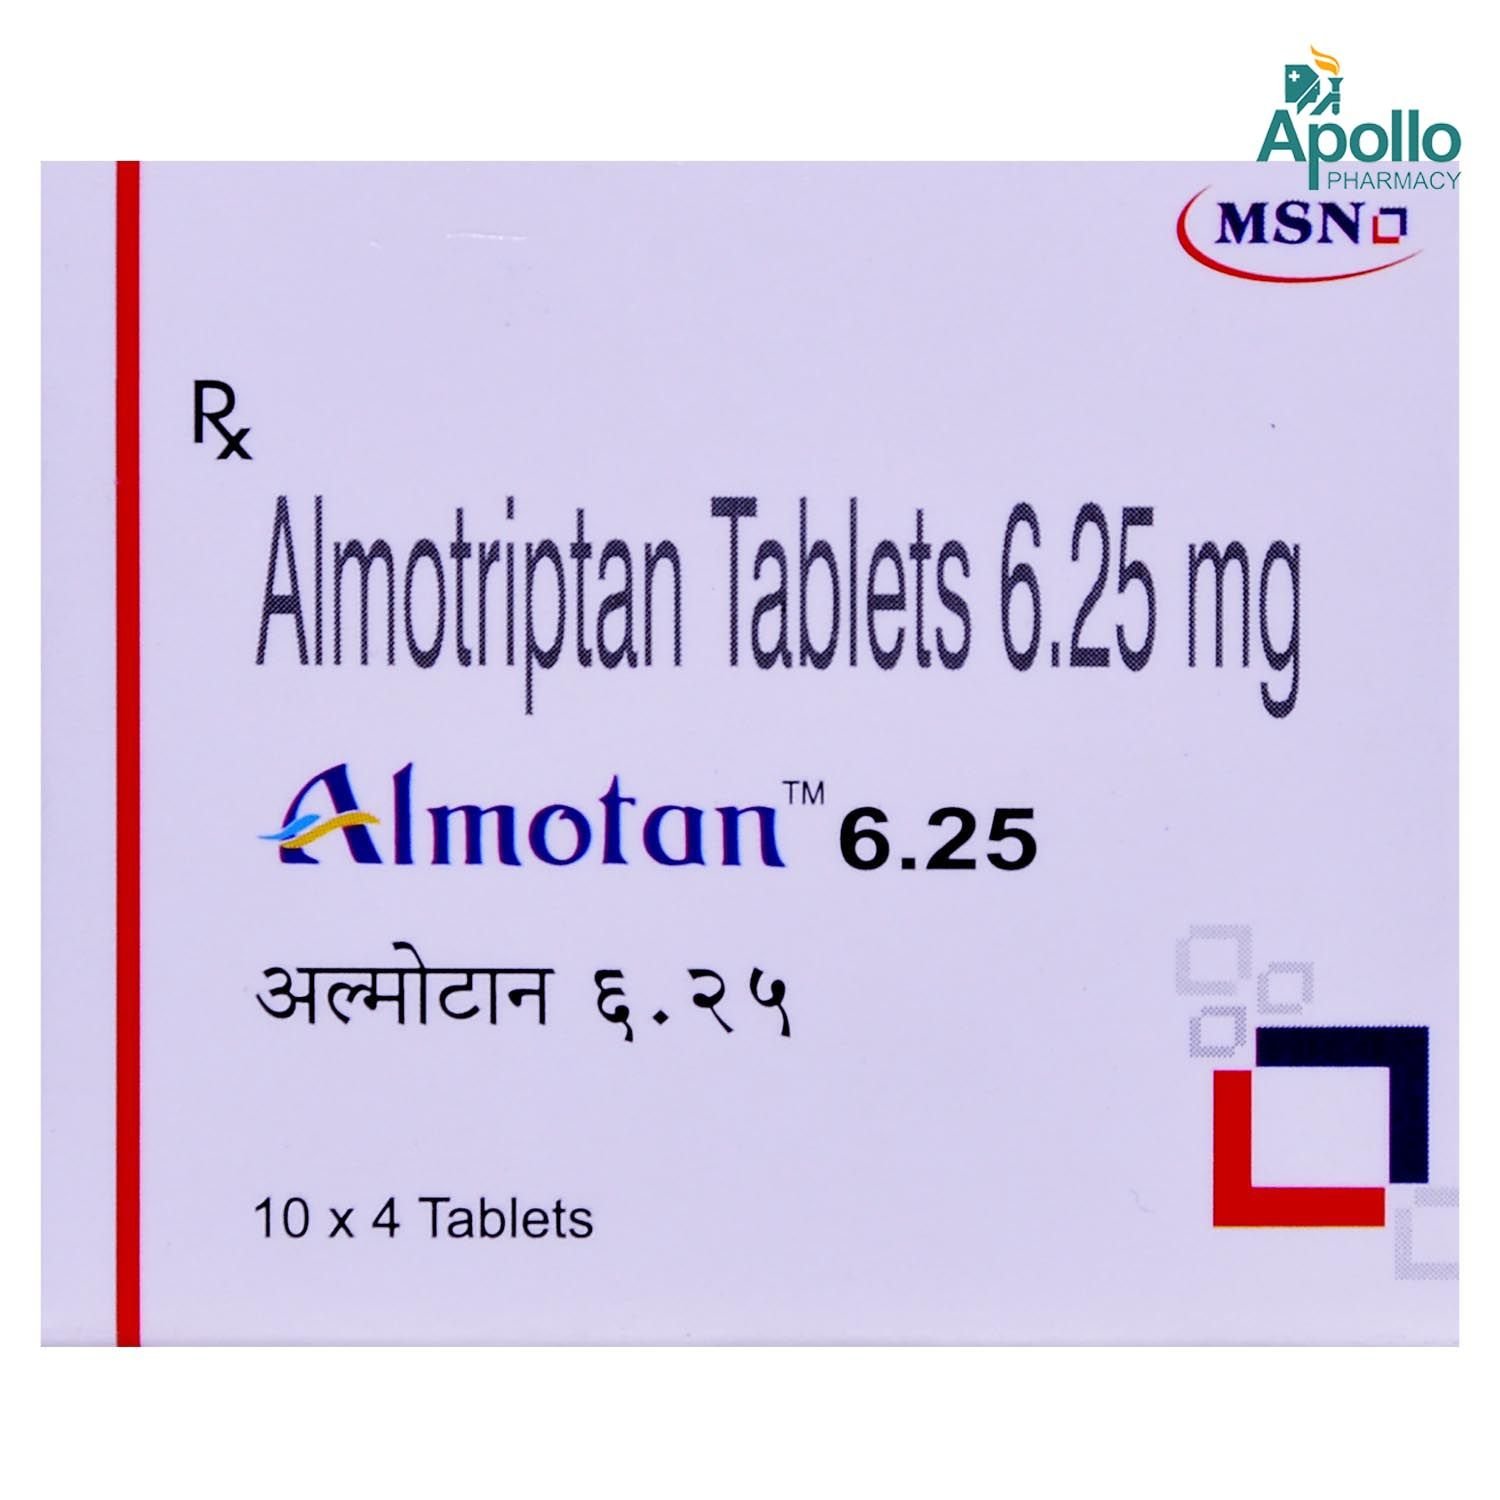 Apollo
PHARMACY
MSN
Rx
Almotriptan Tablets 6.25 mg
Almotan™ 6.25
अल्मोटान ६.२५
10 x 4 Tablets